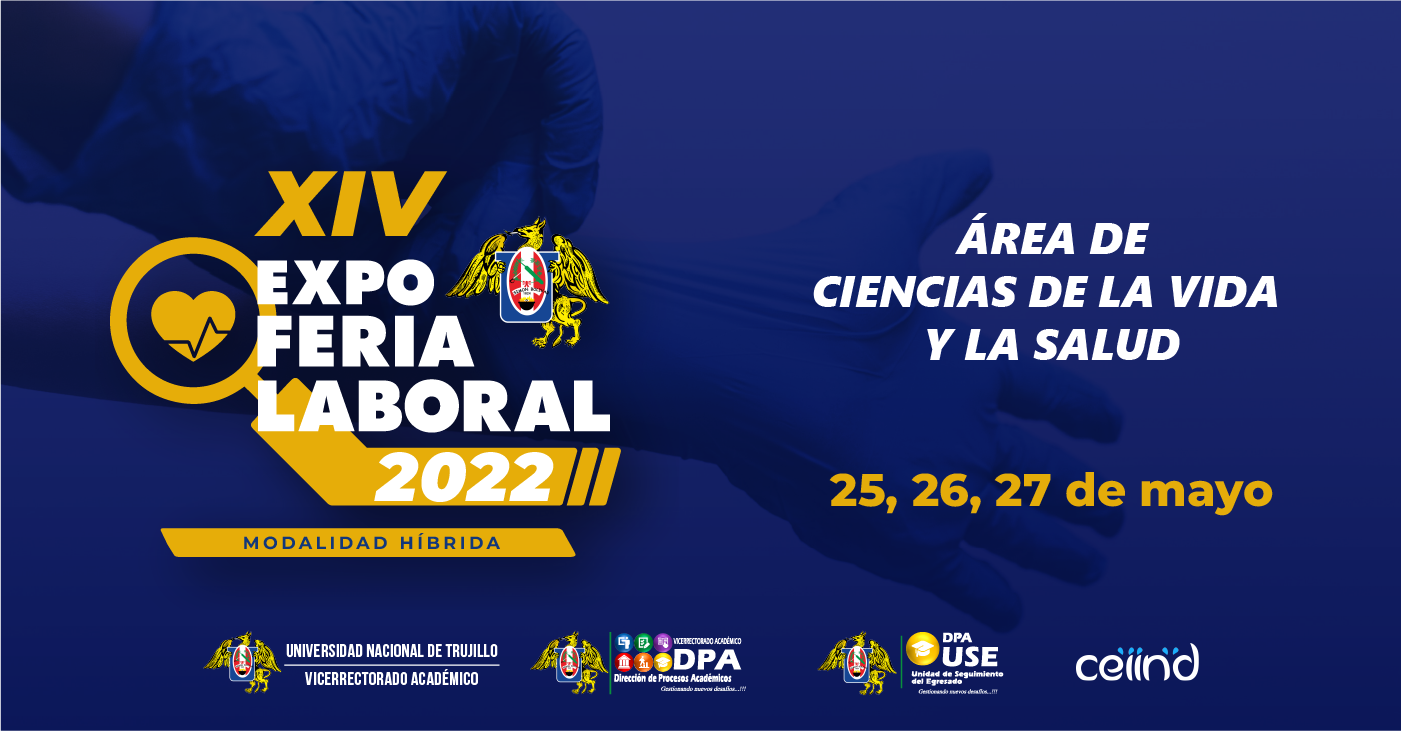 XIV
EXPO
FERIA
LABORAL
2022
MODALIDAD HÍBRIDA
ÁREA DE
CIENCIAS DE LA VIDA
Y LA SALUD
25, 26, 27 de mayo
UNIVERSIDAD NACIONAL DE TRUJILLO
VICERRECTORADO ACADÉMICO
VICERRECTORADO ACADÉMICO
DPA
Dirección de Procesos Académicos
Gestionando nuevos desafíos...!!!
DPA
USE
Unidad de Seguimiento
del Egresado
Gestionando nuevos desafíos...!!!
ceiind